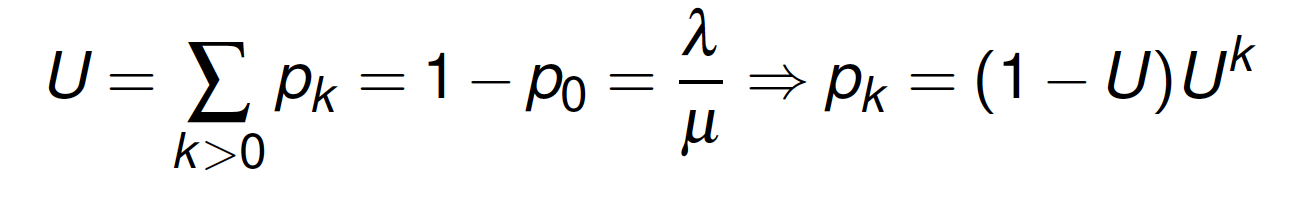 U = ∑_{k>0} p_k = 1 − p_0 = λ/μ ⇒ p_k = (1 − U)U^k